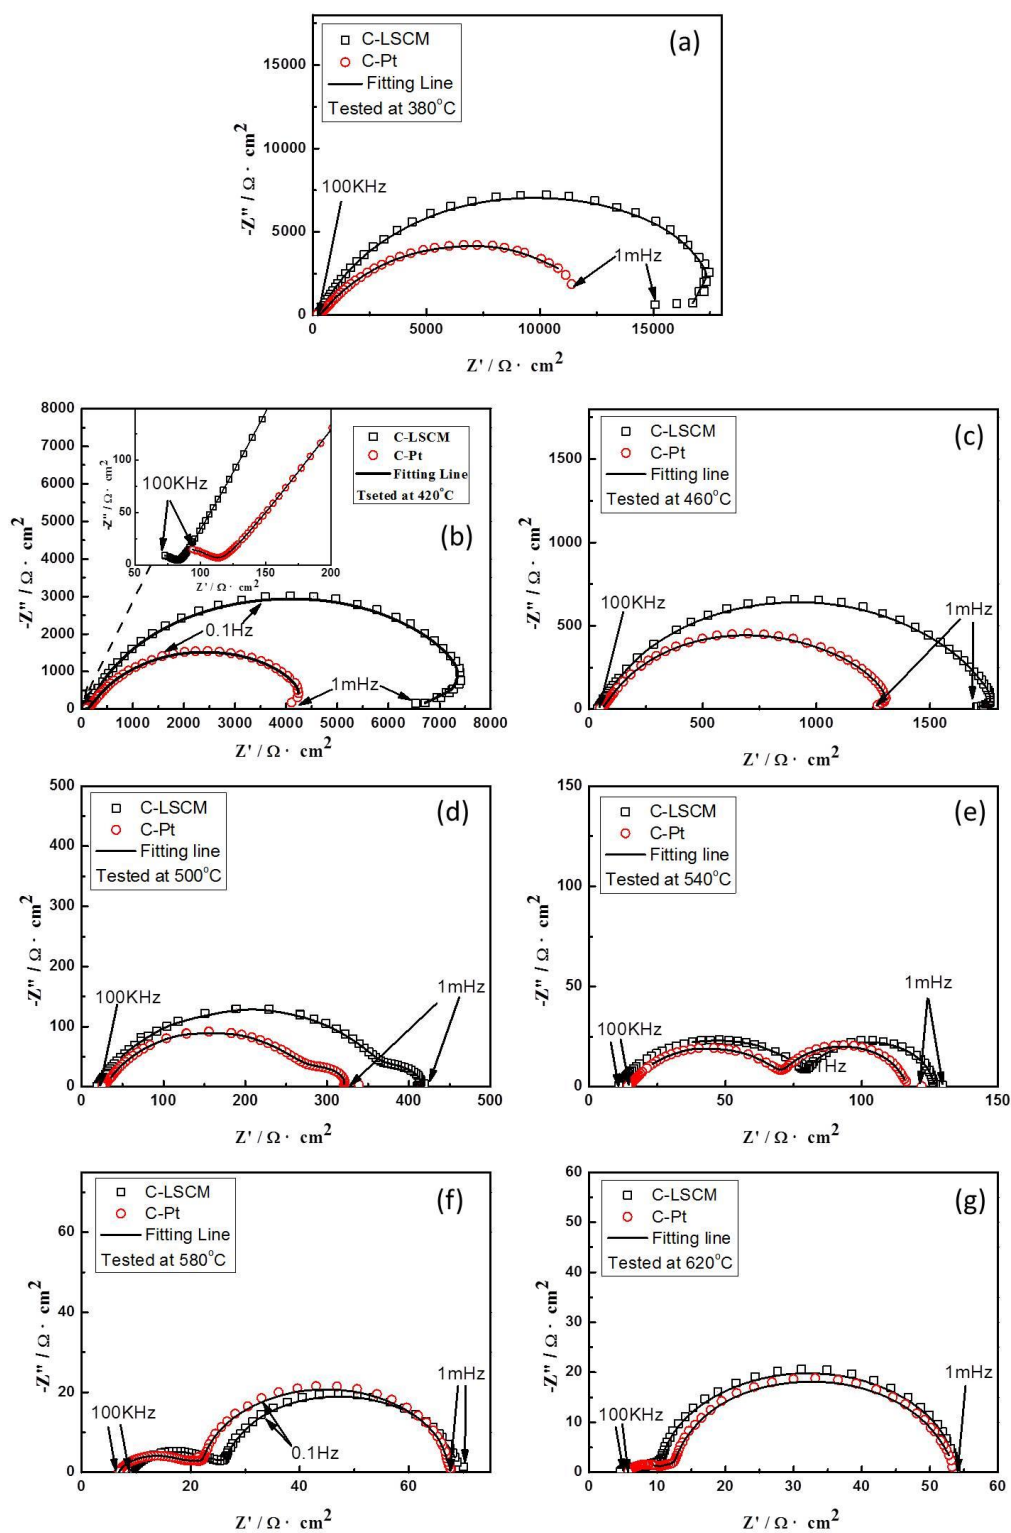 C-LSCM
C-Pt
Fitting Line
Tested at 380°C
(a)
15000
10000
5000
0
-Z" / Ω · cm²
100KHz
1mHz
0 5000 10000 15000
Z' / Ω · cm²
8000
7000
6000
5000
4000
3000
2000
1000
0
-Z" / Ω · cm²
100
50
0
-Z" / Ω · cm²
100KHz
50 100 150 200
Z' / Ω · cm²
C-LSCM
C-Pt
Fitting Line
Tseted at 420°C
(b)
0.1Hz
1mHz
0 1000 2000 3000 4000 5000 6000 7000 8000
Z' / Ω · cm²
C-LSCM
C-Pt
Fitting line
Tested at 460°C
(c)
1500
1000
500
0
-Z" / Ω · cm²
100KHz
1mHz
0 500 1000 1500
Z' / Ω · cm²
C-LSCM
C-Pt
Fitting line
Tested at 500°C
(d)
500
400
300
200
100
0
-Z" / Ω · cm²
100KHz
1mHz
0 100 200 300 400 500
Z' / Ω · cm²
C-LSCM
C-Pt
Fitting line
Tested at 540°C
(e)
150
100
50
0
-Z" / Ω · cm²
100KHz
1mHz
1Hz
0 50 100 150
Z' / Ω · cm²
C-LSCM
C-Pt
Fitting Line
Tested at 580°C
(f)
60
40
20
0
-Z" / Ω · cm²
100KHz
0.1Hz
1mHz
0 20 40 60
Z' / Ω · cm²
C-LSCM
C-Pt
Fitting line
Tested at 620°C
(g)
60
50
40
30
20
10
0
-Z" / Ω · cm²
100KHz
1mHz
0 10 20 30 40 50 60
Z' / Ω · cm²